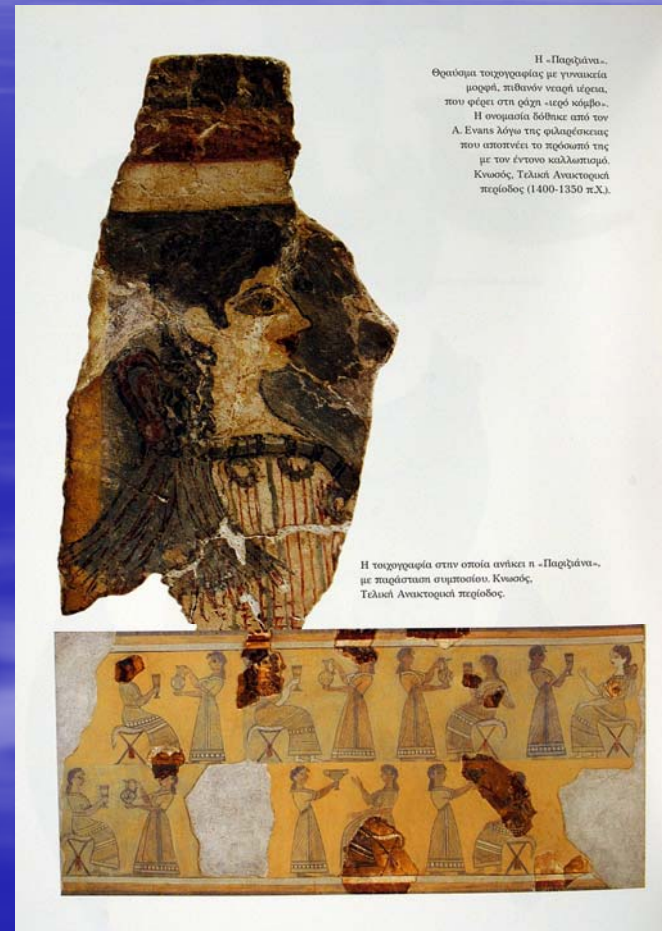 Η «Παριζιάνα».
Θραύσμα τοιχογραφίας με γυναικεία
μορφή, πιθανόν νεαρή ιέρεια,
που φέρει στη ράχη «ιερό κόμβο».
Η ονομασία δόθηκε από τον
A. Evans λόγω της φιλαρέσκειας
που αποπνέει το πρόσωπό της
με τον έντονο καλλωπισμό.
Κνωσός, Τελική Ανακτορική
περίοδος (1400-1350 π.Χ.).
Η τοιχογραφία στην οποία ανήκει η «Παριζιάνα»,
με παράσταση συμποσίου. Κνωσός,
Τελική Ανακτορική περίοδος.